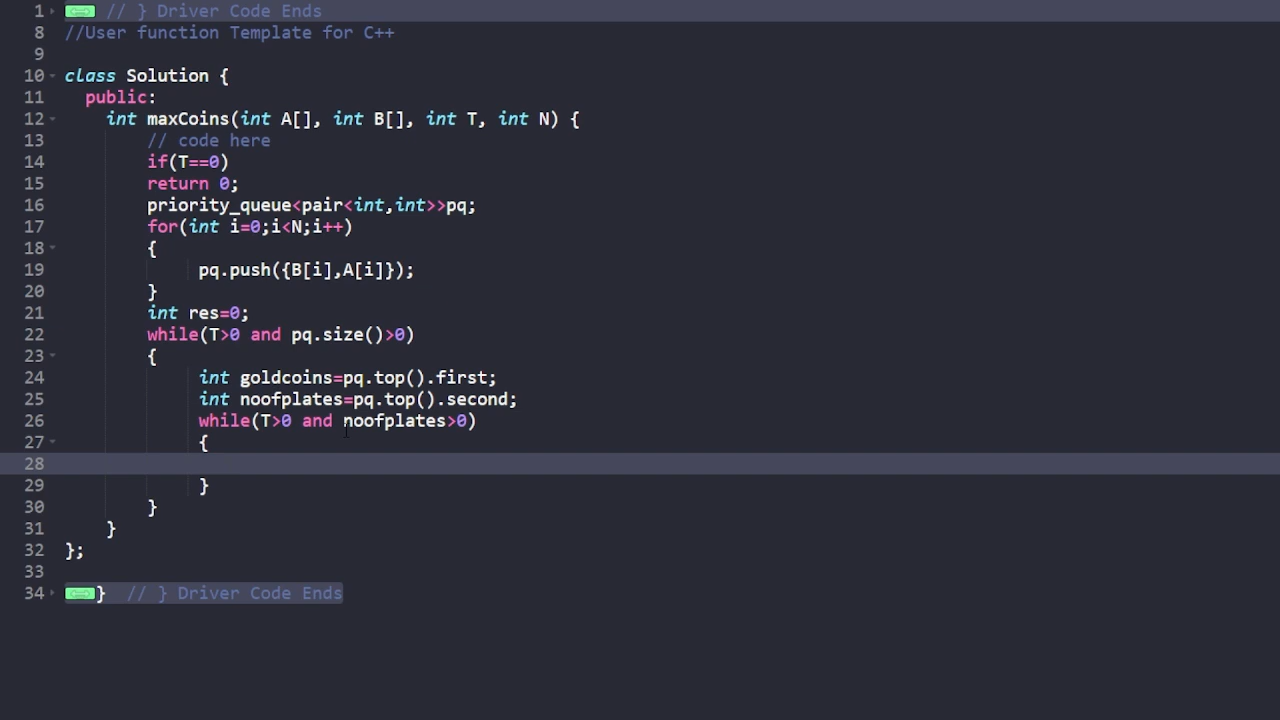 1 // } Driver Code Ends
8 //User function Template for C++
9
10 class Solution {
11 public:
12 int maxCoins(int A[], int B[], int T, int N) {
13 // code here
14 if(T==0)
15 return 0;
16 priority_queue<pair<int,int>>pq;
17 for(int i=0;i<N;i++)
18 {
19 pq.push({B[i],A[i]});
20 }
21 int res=0;
22 while(T>0 and pq.size()>0)
23 {
24 int goldcoins=pq.top().first;
25 int noofplates=pq.top().second;
26 while(T>0 and noofplates>0)
27 {
28
29 }
30 }
31 }
32 };
33
34 } // } Driver Code Ends